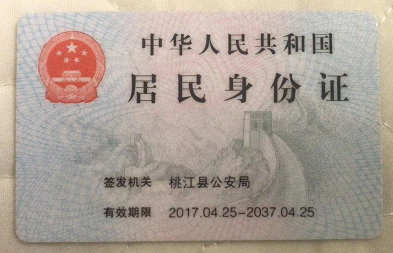 中华人民共和国
居民身份证
签发机关 桃江县公安局
有效期限 2017.04.25-2037.04.25